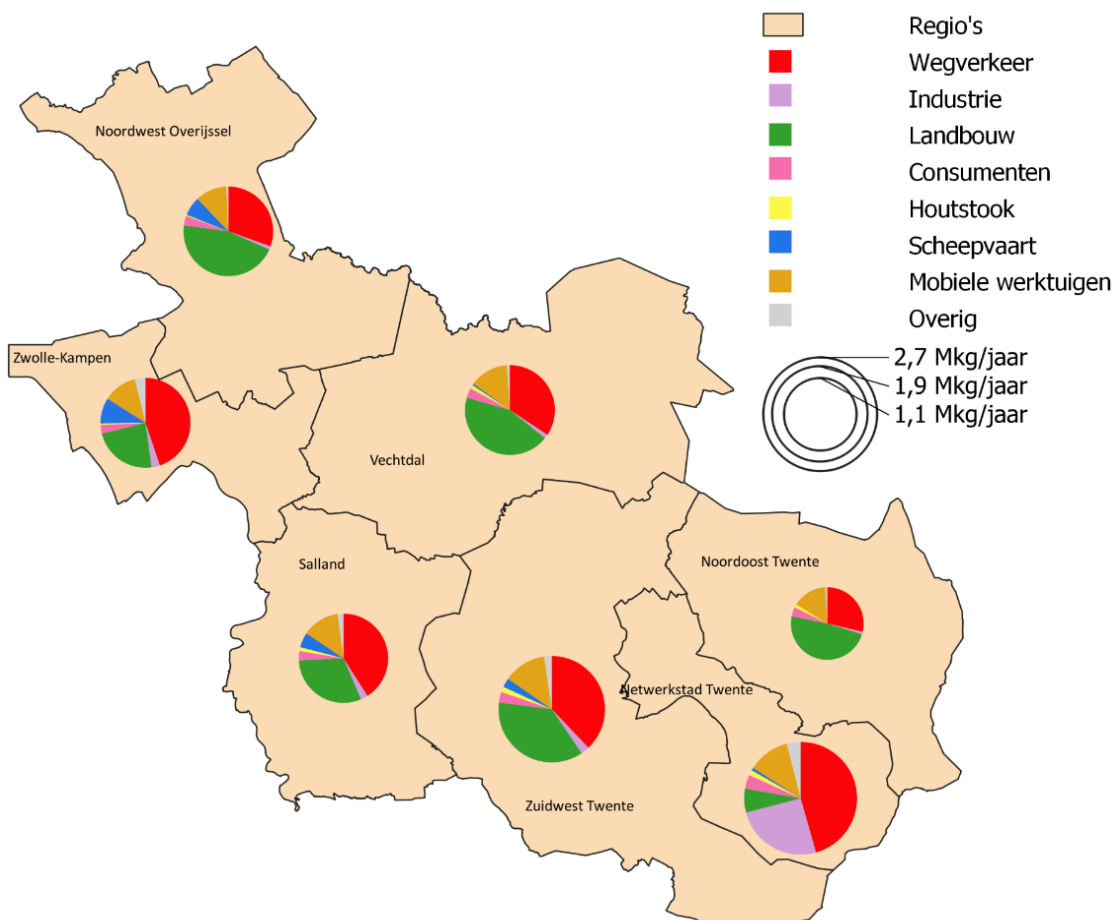 Regio's
Wegverkeer
Industrie
Landbouw
Consumenten
Houtstook
Scheepvaart
Mobiele werktuigen
Overig
2,7 Mkg/jaar
1,9 Mkg/jaar
1,1 Mkg/jaar
Noordwest Overijssel
Zwolle-Kampen
Vechtdal
Salland
Noordoost Twente
Netwerkstad Twente
Zuidwest Twente